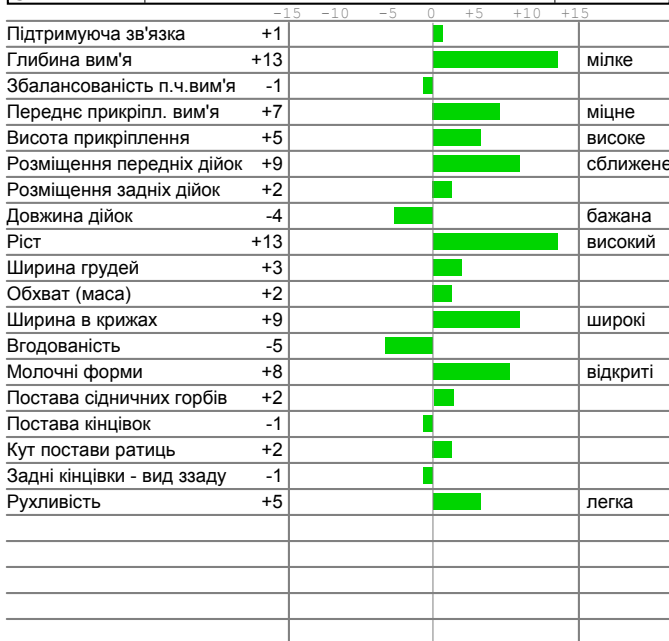 -15 -10 -5 0 +5 +10 +15
Підтримуюча зв'язка +1
Глибина вим'я +13 мілке
Збалансованість п.ч.вим'я -1
Переднє прикріпл. вим'я +7 міцне
Висота прикріплення +5 високе
Розміщення передніх дійок +9 сближене
Розміщення задніх дійок +2
Довжина дійок -4 бажана
Ріст +13 високий
Ширина грудей +3
Обхват (маса) +2
Ширина в крижах +9 широкі
Вгодованість -5
Молочні форми +8 відкриті
Постава сідничних горбів +2
Постава кінцівок -1
Кут постави ратиць +2
Задні кінцівки - вид ззаду -1
Рухливість +5 легка